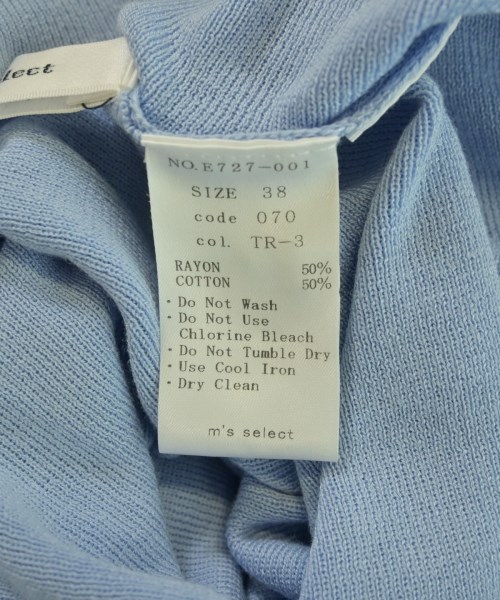 NO.E727-001
SIZE 38
code 070
col. TR-3
RAYON 50%
COTTON 50%
・Do Not Wash
・Do Not Use
Chlorine Bleach
・Do Not Tumble Dry
・Use Cool Iron
・Dry Clean
m's select